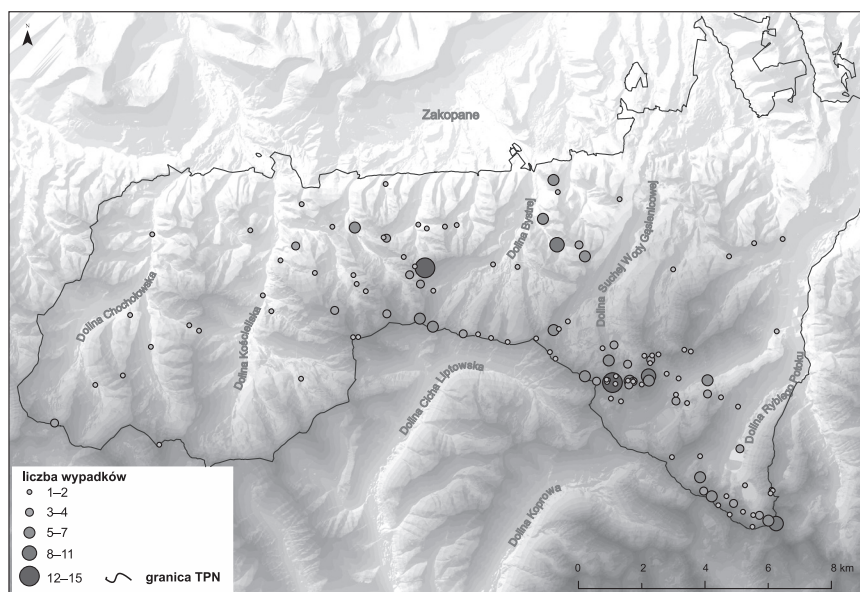 N
Zakopane
Dolina Bystrej
Dolina Suchej Wody Gąsienicowej
Dolina Chochołowska
Dolina Kościeliska
Dolina Cicha Liptowska
Dolina Rybiego Potoku
Dolina Koprowa
liczba wypadków
1–2
3–4
5–7
8–11
12–15
granica TPN
0 2 4 6 8 km